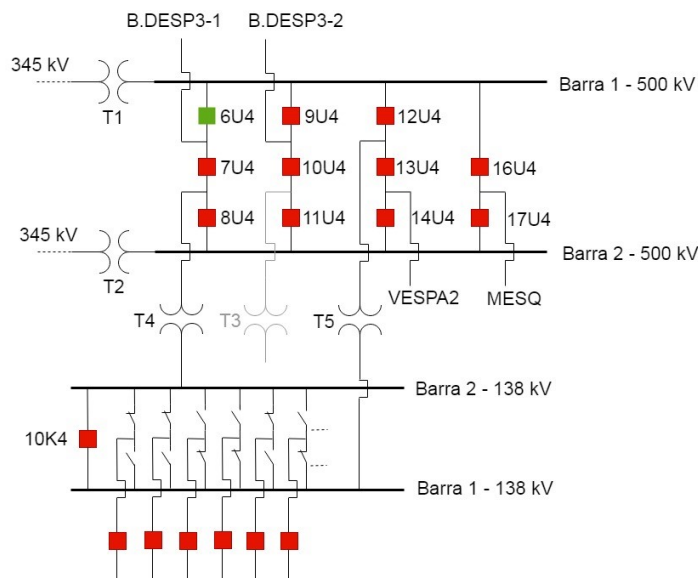 B.DESP3-1
B.DESP3-2
345 kV
T1
Barra 1 - 500 kV
6U4
9U4
12U4
7U4
10U4
13U4
16U4
8U4
11U4
14U4
17U4
345 kV
T2
Barra 2 - 500 kV
VESPA2
MESQ
T4
T3
T5
Barra 2 - 138 kV
10K4
Barra 1 - 138 kV